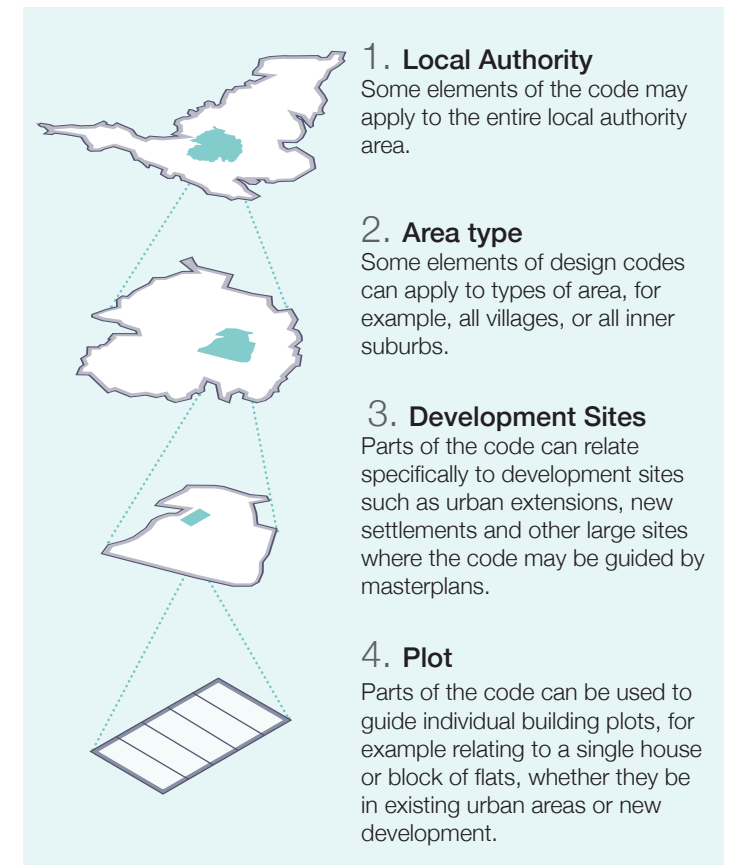 1. Local Authority
Some elements of the code may
apply to the entire local authority
area.
2. Area type
Some elements of design codes
can apply to types of area, for
example, all villages, or all inner
suburbs.
3. Development Sites
Parts of the code can relate
specifically to development sites
such as urban extensions, new
settlements and other large sites
where the code may be guided by
masterplans.
4. Plot
Parts of the code can be used to
guide individual building plots, for
example relating to a single house
or block of flats, whether they be
in existing urban areas or new
development.